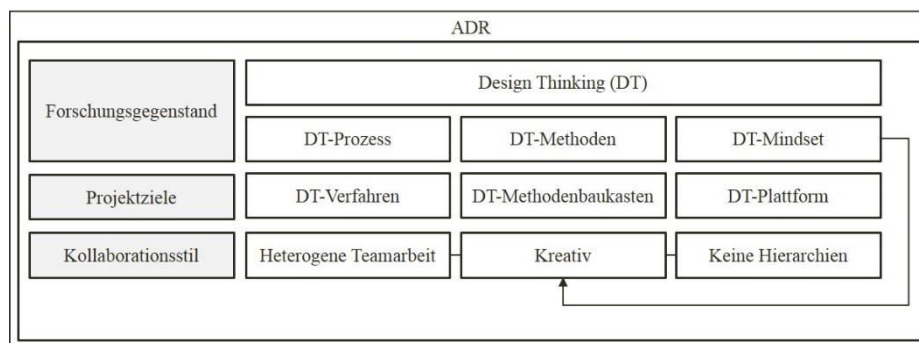 ADR
Forschungsgegenstand
Design Thinking (DT)
DT-Prozess
DT-Methoden
DT-Mindset
Projektziele
DT-Verfahren
DT-Methodenbaukasten
DT-Plattform
Kollaborationsstil
Heterogene Teamarbeit
Kreativ
Keine Hierarchien